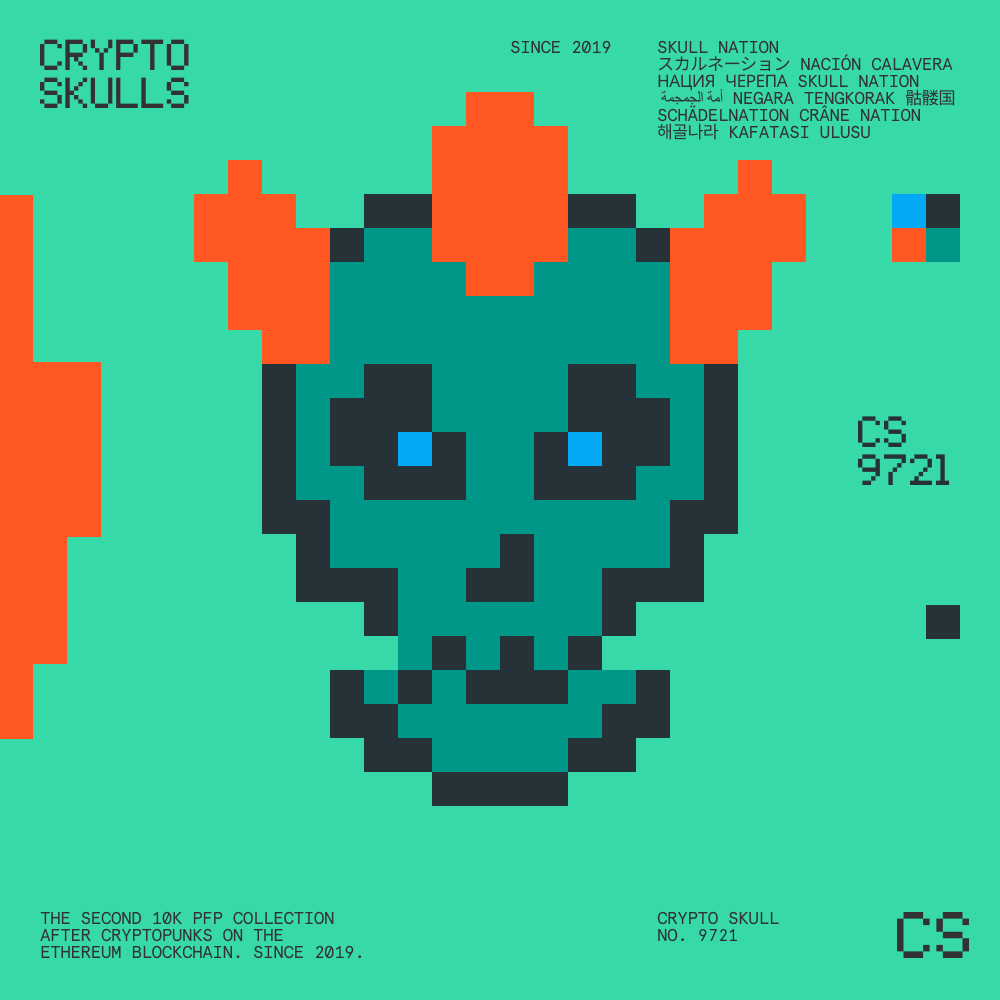 CRYPTO
SKULLS
SINCE 2019
SKULL NATION
スカルネーション NACIÓN CALAVERA
НАЦИЯ ЧЕРЕПА SKULL NATION
أمة الجمجمة NEGARA TENGKORAK 骷髅国
SCHÄDELNATION CRÂNE NATION
해골나라 KAFATASI ULUSU
CS
9721
THE SECOND 10K PFP COLLECTION
AFTER CRYPTOPUNKS ON THE
ETHEREUM BLOCKCHAIN. SINCE 2019.
CRYPTO SKULL
NO. 9721
CS